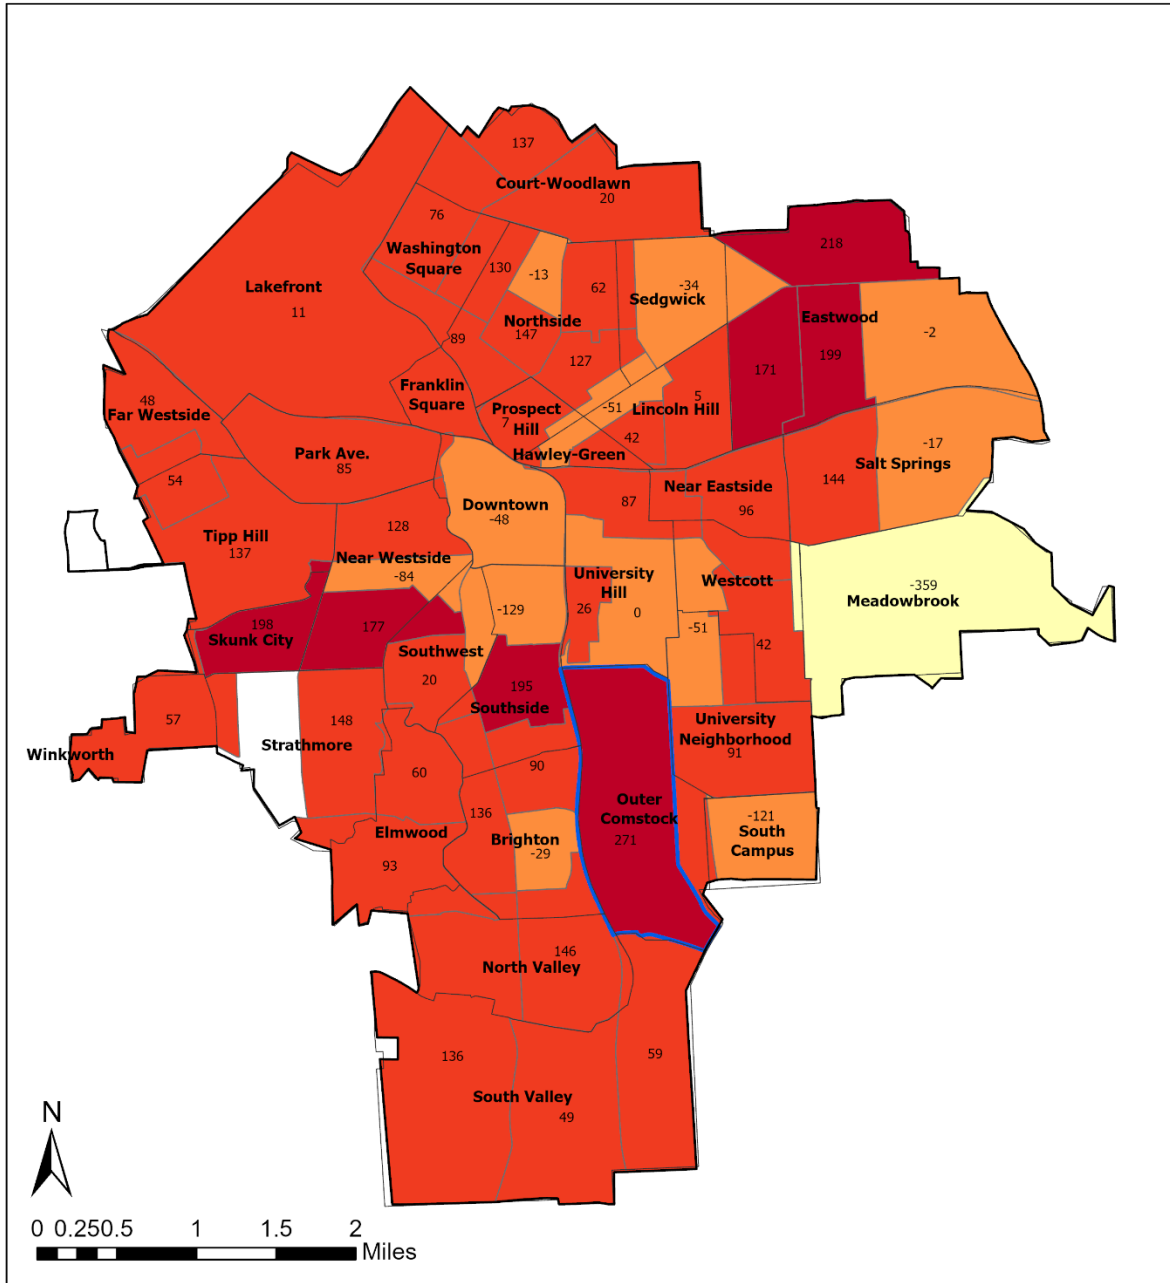 137
Court-Woodlawn
20
76
Washington
Square
130
-13
62
-34
Sedgwick
218
Lakefront
11
Northside
147
127
89
Eastwood
199
171
-2
Franklin
Square
48
Far Westside
Prospect
7
Hill
-51
5
Lincoln Hill
42
Hawley-Green
Park Ave.
85
54
Salt Springs
-17
144
Near Eastside
96
87
Downtown
-48
128
Tipp Hill
137
Near Westside
-84
-129
University
Hill
26
0
Westcott
-51
42
-359
Meadowbrook
198
Skunk City
177
Southwest
20
195
Southside
57
Winkworth
148
Strathmore
60
90
University
Neighborhood
91
Outer
Comstock
271
136
Elmwood
93
Brighton
-29
-121
South
Campus
146
North Valley
136
59
South Valley
49
N
0 0.250.5 1 1.5 2
Miles